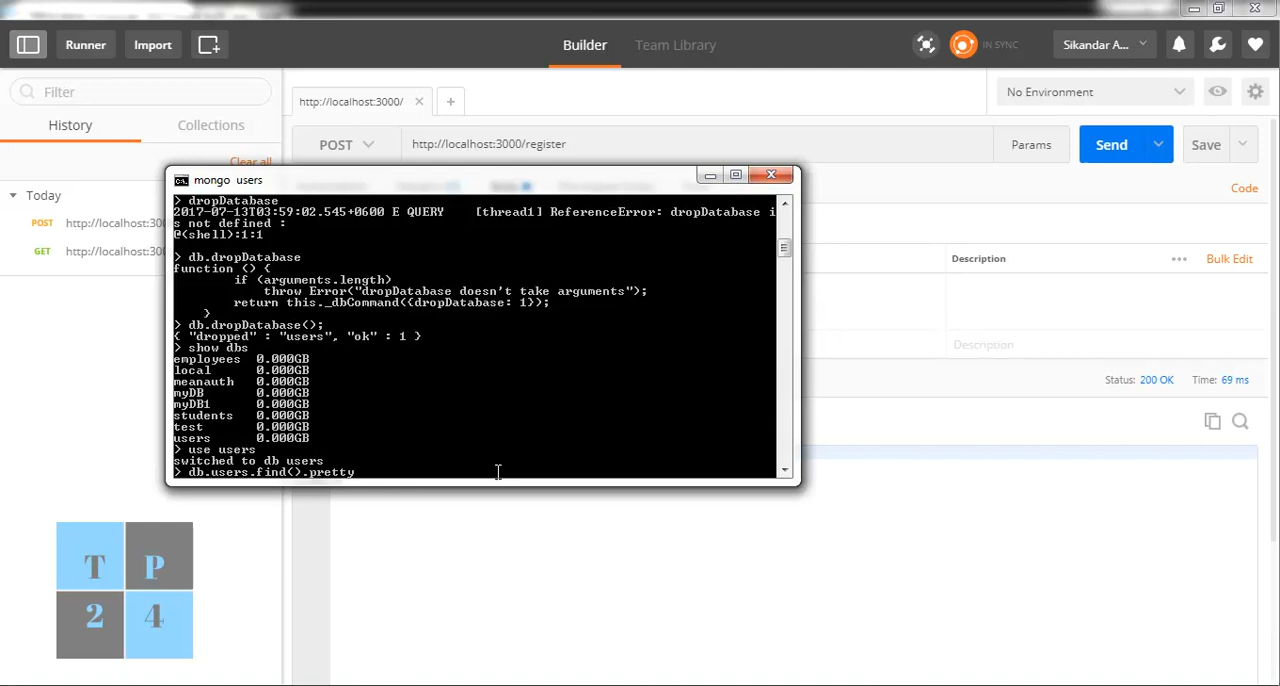 Runner
Import
Builder
Team Library
IN SYNC
Sikandar A...
Filter
http://localhost:3000/
No Environment
History
Collections
POST
http://localhost:3000/register
Params
Send
Save
Clear all
mongo users
Today
Code
POST http://localhost:300
GET http://localhost:300
Description
Bulk Edit
Description
Status: 200 OK Time: 69 ms
> dropDatabase
2017-07-13T03:59:02.545+0600 E QUERY [thread1] ReferenceError: dropDatabase i
s not defined :
@(shell):1:1
> db.dropDatabase
function () {
if (arguments.length)
throw Error("dropDatabase doesn't take arguments");
return this._dbCommand({dropDatabase: 1});
}
> db.dropDatabase();
{ "dropped" : "users", "ok" : 1 }
> show dbs
employees 0.000GB
local 0.000GB
meanauth 0.000GB
myDB 0.000GB
myDB1 0.000GB
students 0.000GB
test 0.000GB
users 0.000GB
> use users
switched to db users
> db.users.find().pretty
T P
2 4